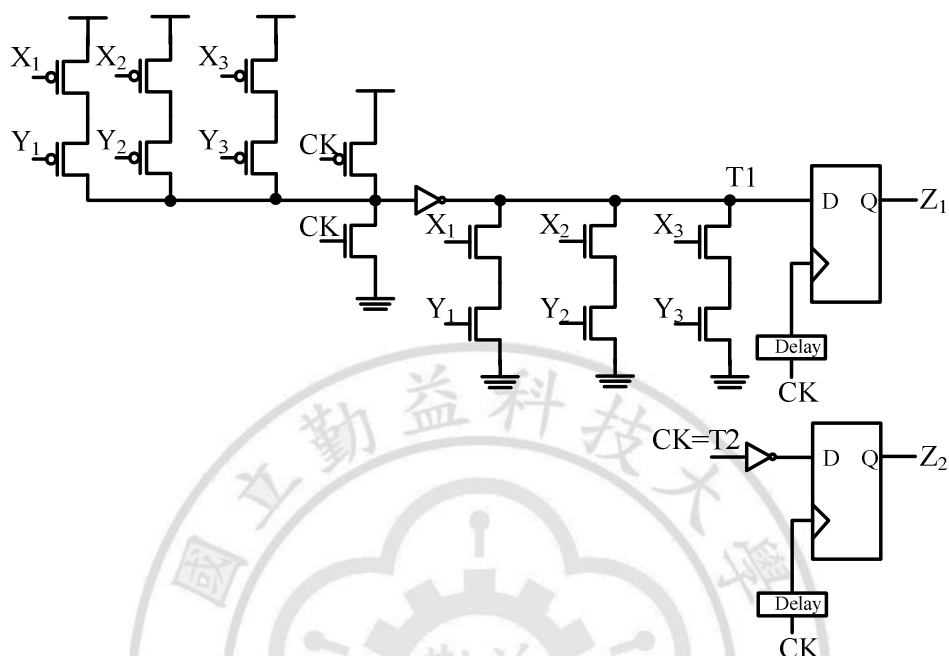 X₁ X₂ X₃
Y₁ Y₂ Y₃ CK
CK
T1
X₁ X₂ X₃
Y₁ Y₂ Y₃
D Q Z₁
Delay
CK
CK=T2
D Q Z₂
Delay
CK
國立勤益科技大學